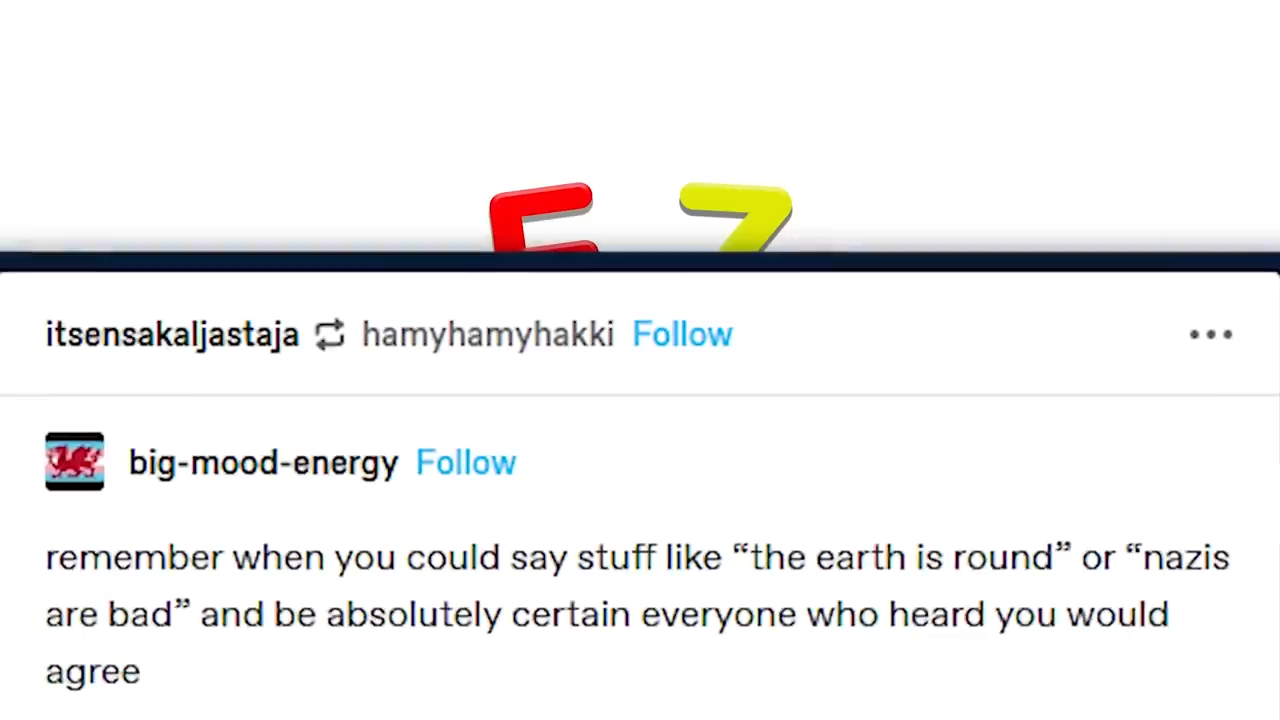 E Z
itsensakaljastaja hamyhamyhakki Follow
big-mood-energy Follow
remember when you could say stuff like “the earth is round” or “nazis
are bad” and be absolutely certain everyone who heard you would
agree